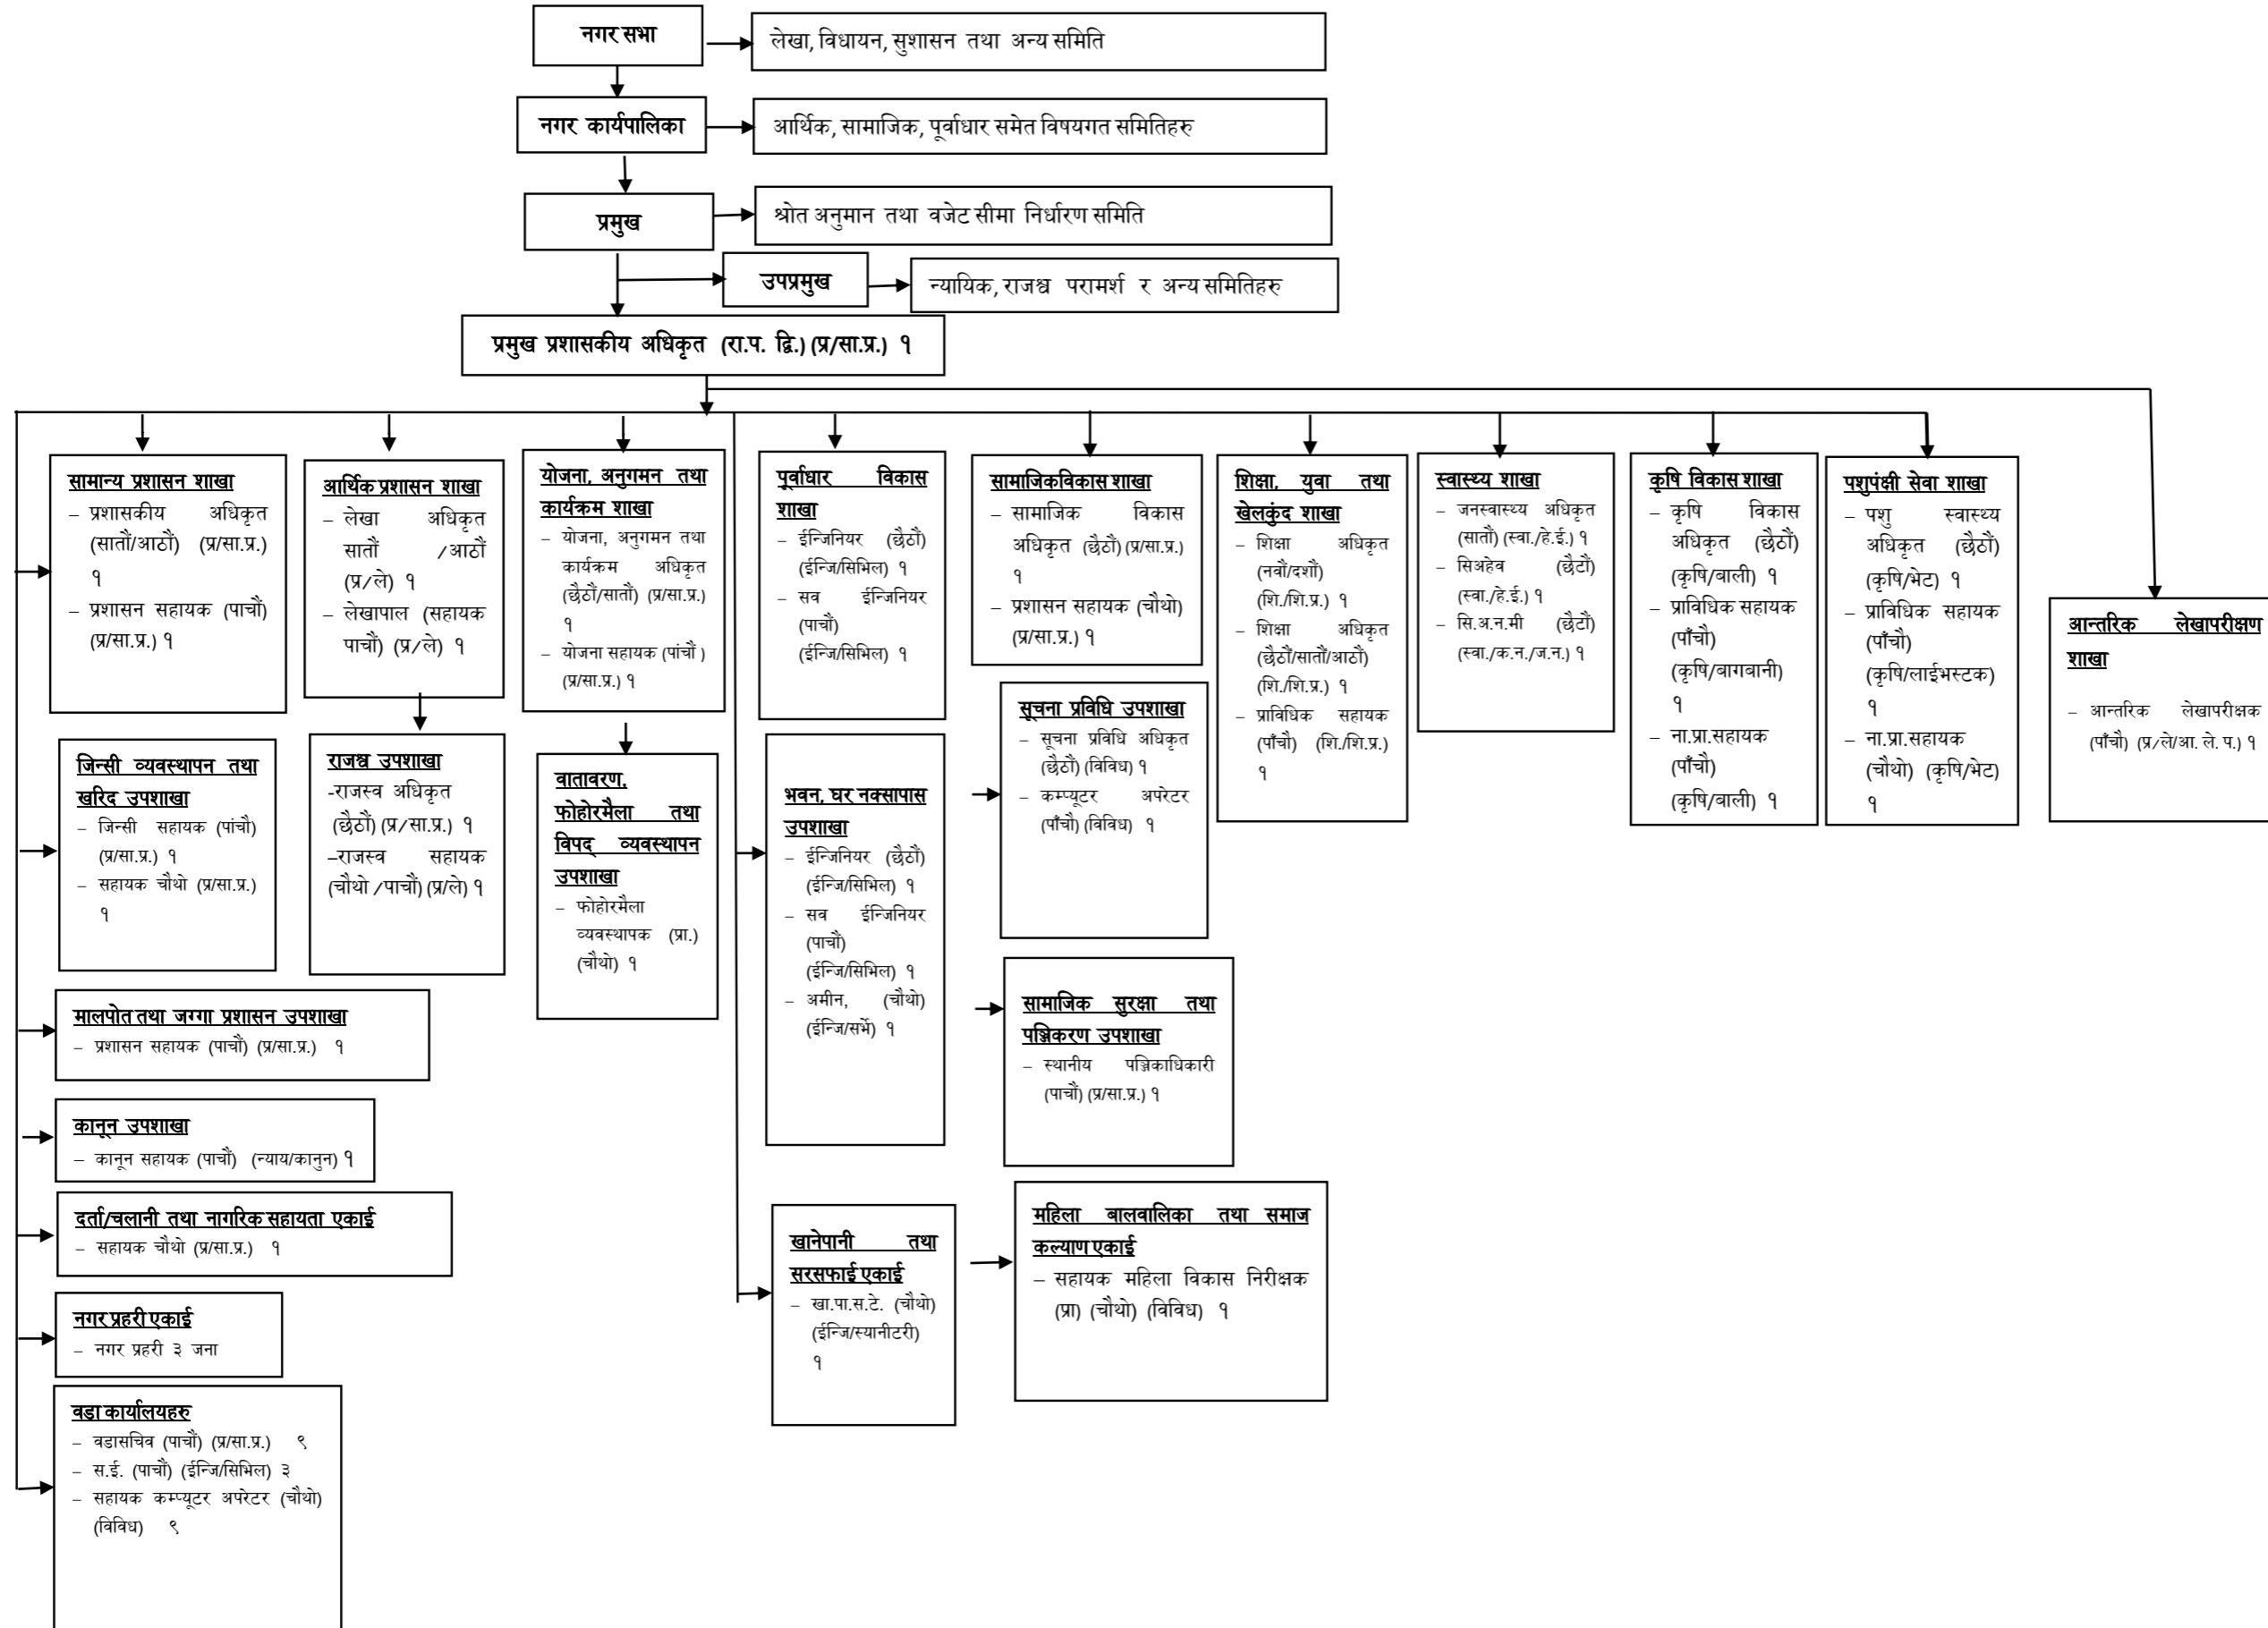 नगर सभा
लेखा, विधायन, सुशासन तथा अन्य समिति
नगर कार्यपालिका
आर्थिक, सामाजिक, पूर्वाधार समेत विषयगत समितिहरु
प्रमुख
श्रोत अनुमान तथा वजेट सीमा निर्धारण समिति
उपप्रमुख
न्यायिक, राजश्व परामर्श र अन्य समितिहरु
प्रमुख प्रशासकीय अधिकृत (रा.प. द्वि.) (प्र/सा.प्र.) १
सामान्य प्रशासन शाखा
– प्रशासकीय अधिकृत
(सातौं/आठौं) (प्र/सा.प्र.)
१
– प्रशासन सहायक (पाचौं)
(प्र/सा.प्र.) १
आर्थिक प्रशासन शाखा
– लेखा अधिकृत
सातौं /आठौं
(प्र/ले) १
– लेखापाल (सहायक
पाचौं) (प्र/ले) १
योजना, अनुगमन तथा
कार्यक्रम शाखा
– योजना, अनुगमन तथा
कार्यक्रम अधिकृत
(छैठौं/सातौं) (प्र/सा.प्र.)
१
– योजना सहायक (पांचौं )
(प्र/सा.प्र.) १
पूर्वाधार विकास
शाखा
– ईन्जिनियर (छैठौं)
(ईन्जि/सिभिल) १
– सव ईन्जिनियर
(पाचौं)
(ईन्जि/सिभिल) १
सामाजिकविकास शाखा
– सामाजिक विकास
अधिकृत (छैठौं) (प्र/सा.प्र.)
१
– प्रशासन सहायक (चौथो)
(प्र/सा.प्र.) १
शिक्षा, युवा तथा
खेलकुंद शाखा
– शिक्षा अधिकृत
(नवौं/दशौं)
(शि./शि.प्र.) १
– शिक्षा अधिकृत
(छैठौं/सातौं/आठौं)
(शि./शि.प्र.) १
– प्राविधिक सहायक
(पाँचौ) (शि./शि.प्र.)
१
स्वास्थ्य शाखा
– जनस्वास्थ्य अधिकृत
(सातौं) (स्वा./हे.ई.) १
– सिअहेव (छैटौं)
(स्वा./हे.ई.) १
– सि.अ.न.मी (छैटौं)
(स्वा./क.न./ज.न.) १
कृषि विकास शाखा
– कृषि विकास
अधिकृत (छैठौं)
(कृषि/बाली) १
– प्राविधिक सहायक
(पाँचौ)
(कृषि/बागबानी)
१
– ना.प्रा.सहायक
(पाँचौ)
(कृषि/बाली) १
पशुपंक्षी सेवा शाखा
– पशु स्वास्थ्य
अधिकृत (छैठौं)
(कृषि/भेट) १
– प्राविधिक सहायक
(पाँचौ)
(कृषि/लाईभस्टक)
१
– ना.प्रा.सहायक
(चौथो) (कृषि/भेट)
१
आन्तरिक लेखापरीक्षण
शाखा
– आन्तरिक लेखापरीक्षक
(पाँचौ) (प्र/ले/आ. ले. प.) १
जिन्सी व्यवस्थापन तथा
खरिद उपशाखा
– जिन्सी सहायक (पांचौ)
(प्र/सा.प्र.) १
– सहायक चौथो (प्र/सा.प्र.)
१
राजश्व उपशाखा
-राजस्व अधिकृत
(छैठौं) (प्र/सा.प्र.) १
–राजस्व सहायक
(चौथो /पाचौं) (प्र/ले) १
वातावरण,
फोहोरमैला तथा
विपद् व्यवस्थापन
उपशाखा
– फोहोरमैला
व्यवस्थापक (प्रा.)
(चौथो) १
भवन, घर नक्सापास
उपशाखा
– ईन्जिनियर (छैठौं)
(ईन्जि/सिभिल) १
– सव ईन्जिनियर
(पाचौं)
(ईन्जि/सिभिल) १
– अमीन, (चौथो)
(ईन्जि/सर्भे) १
सूचना प्रविधि उपशाखा
– सूचना प्रविधि अधिकृत
(छैठौं) (विविध) १
– कम्प्यूटर अपरेटर
(पाँचौ) (विविध) १
सामाजिक सुरक्षा तथा
पञ्जिकरण उपशाखा
– स्थानीय पञ्जिकाधिकारी
(पाचौं) (प्र/सा.प्र.) १
मालपोत तथा जग्गा प्रशासन उपशाखा
– प्रशासन सहायक (पाचौं) (प्र/सा.प्र.) १
कानून उपशाखा
– कानून सहायक (पाचौं) (न्याय/कानुन) १
दर्ता/चलानी तथा नागरिक सहायता एकाई
– सहायक चौथो (प्र/सा.प्र.) १
खानेपानी तथा
सरसफाई एकाई
– खा.पा.स.टे. (चौथो)
(ईन्जि/स्यानीटरी)
१
महिला बालवालिका तथा समाज
कल्याण एकाई
– सहायक महिला विकास निरीक्षक
(प्रा) (चौथो) (विविध) १
नगर प्रहरी एकाई
– नगर प्रहरी ३ जना
वडा कार्यालयहरु
– वडासचिव (पाचौं) (प्र/सा.प्र.) ९
– स.ई. (पाचौं) (ईन्जि/सिभिल) ३
– सहायक कम्प्यूटर अपरेटर (चौथो)
(विविध) ९